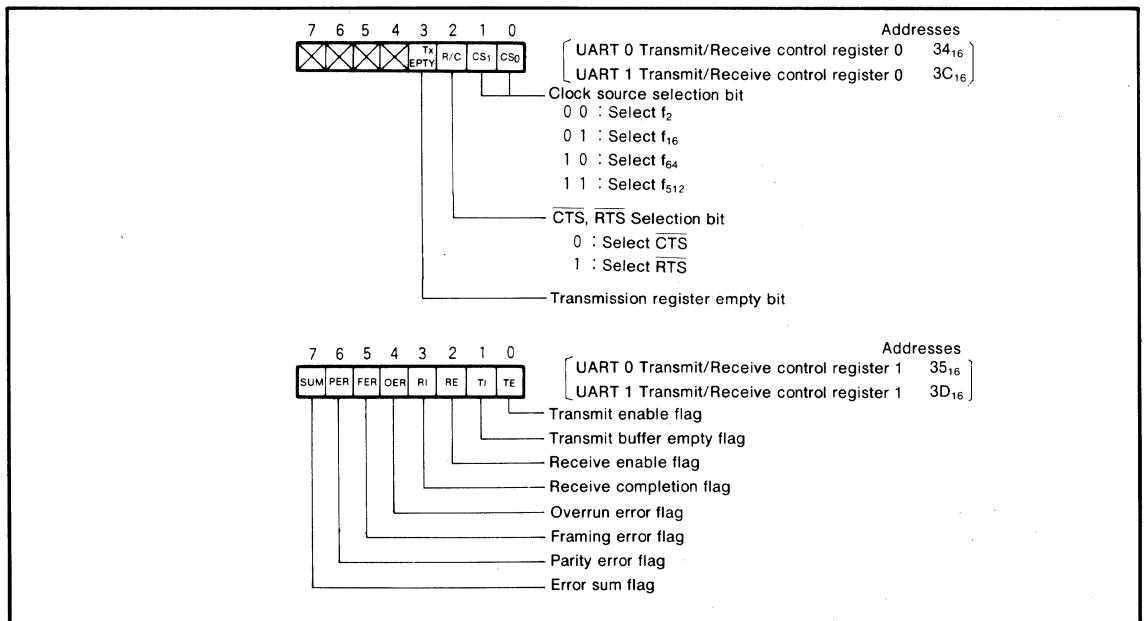 7 6 5 4 3 2 1 0
Tx EPTY R/C CS₁ CS₀
Addresses
UART 0 Transmit/Receive control register 0 34₁₆
UART 1 Transmit/Receive control register 0 3C₁₆
Clock source selection bit
0 0 : Select f₂
0 1 : Select f₁₆
1 0 : Select f₆₄
1 1 : Select f₅₁₂
C̅T̅S̅, R̅T̅S̅ Selection bit
0 : Select C̅T̅S̅
1 : Select R̅T̅S̅
Transmission register empty bit
7 6 5 4 3 2 1 0
SUM PER FER OER RI RE TI TE
Addresses
UART 0 Transmit/Receive control register 1 35₁₆
UART 1 Transmit/Receive control register 1 3D₁₆
Transmit enable flag
Transmit buffer empty flag
Receive enable flag
Receive completion flag
Overrun error flag
Framing error flag
Parity error flag
Error sum flag